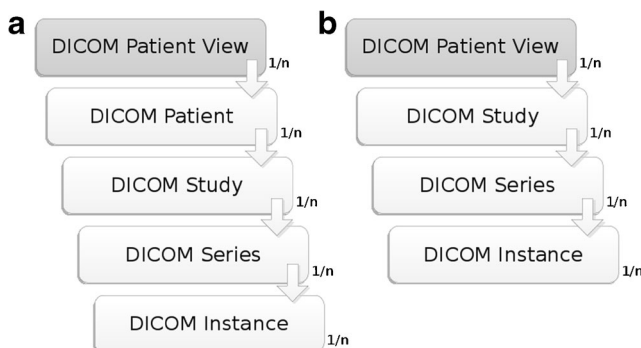 a
DICOM Patient View
1/n
DICOM Patient
1/n
DICOM Study
1/n
DICOM Series
1/n
DICOM Instance
1/n
b
DICOM Patient View
1/n
DICOM Study
1/n
DICOM Series
1/n
DICOM Instance
1/n